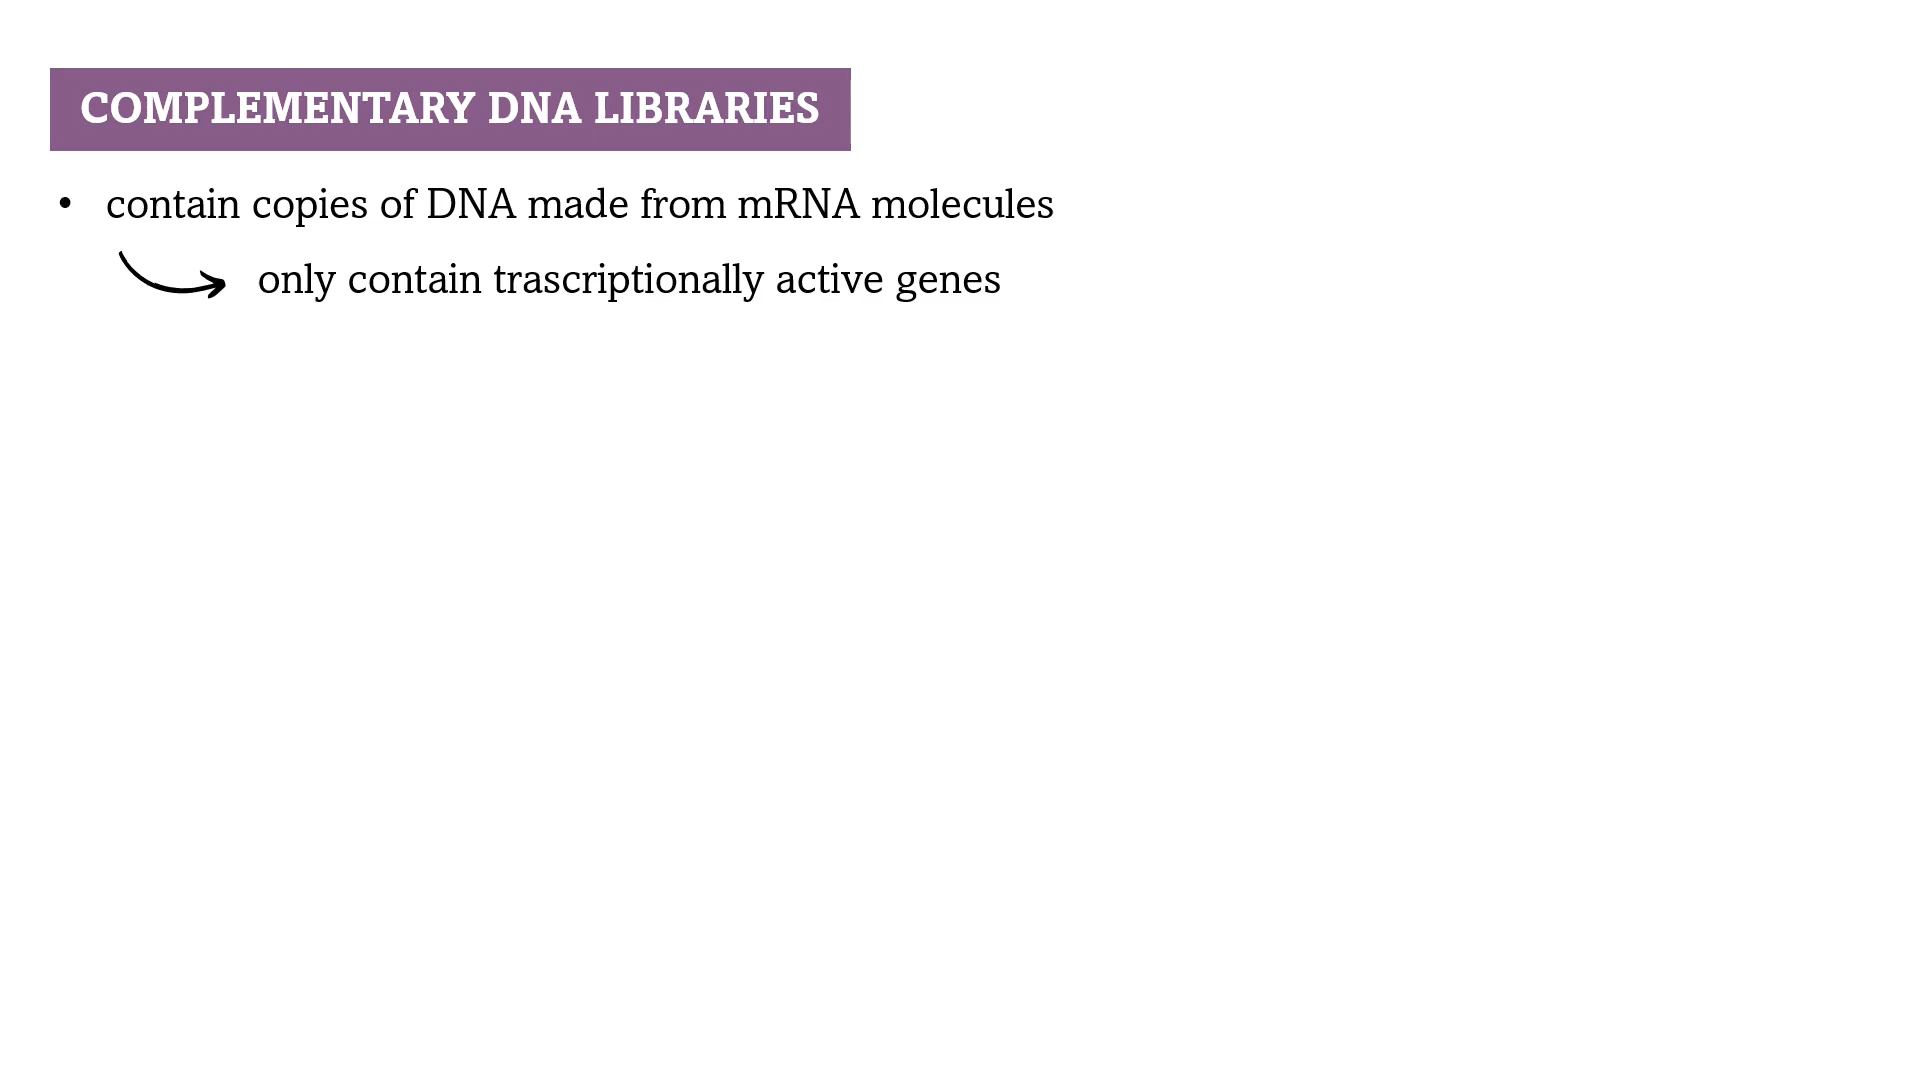 COMPLEMENTARY DNA LIBRARIES
• contain copies of DNA made from mRNA molecules
only contain trascriptionally active genes